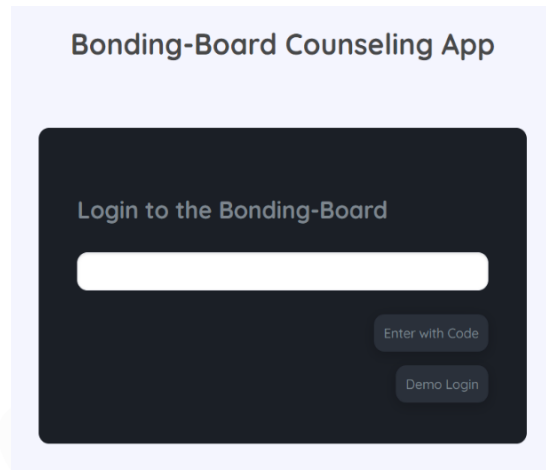 Bonding-Board Counseling App
Login to the Bonding-Board
Enter with Code
Demo Login